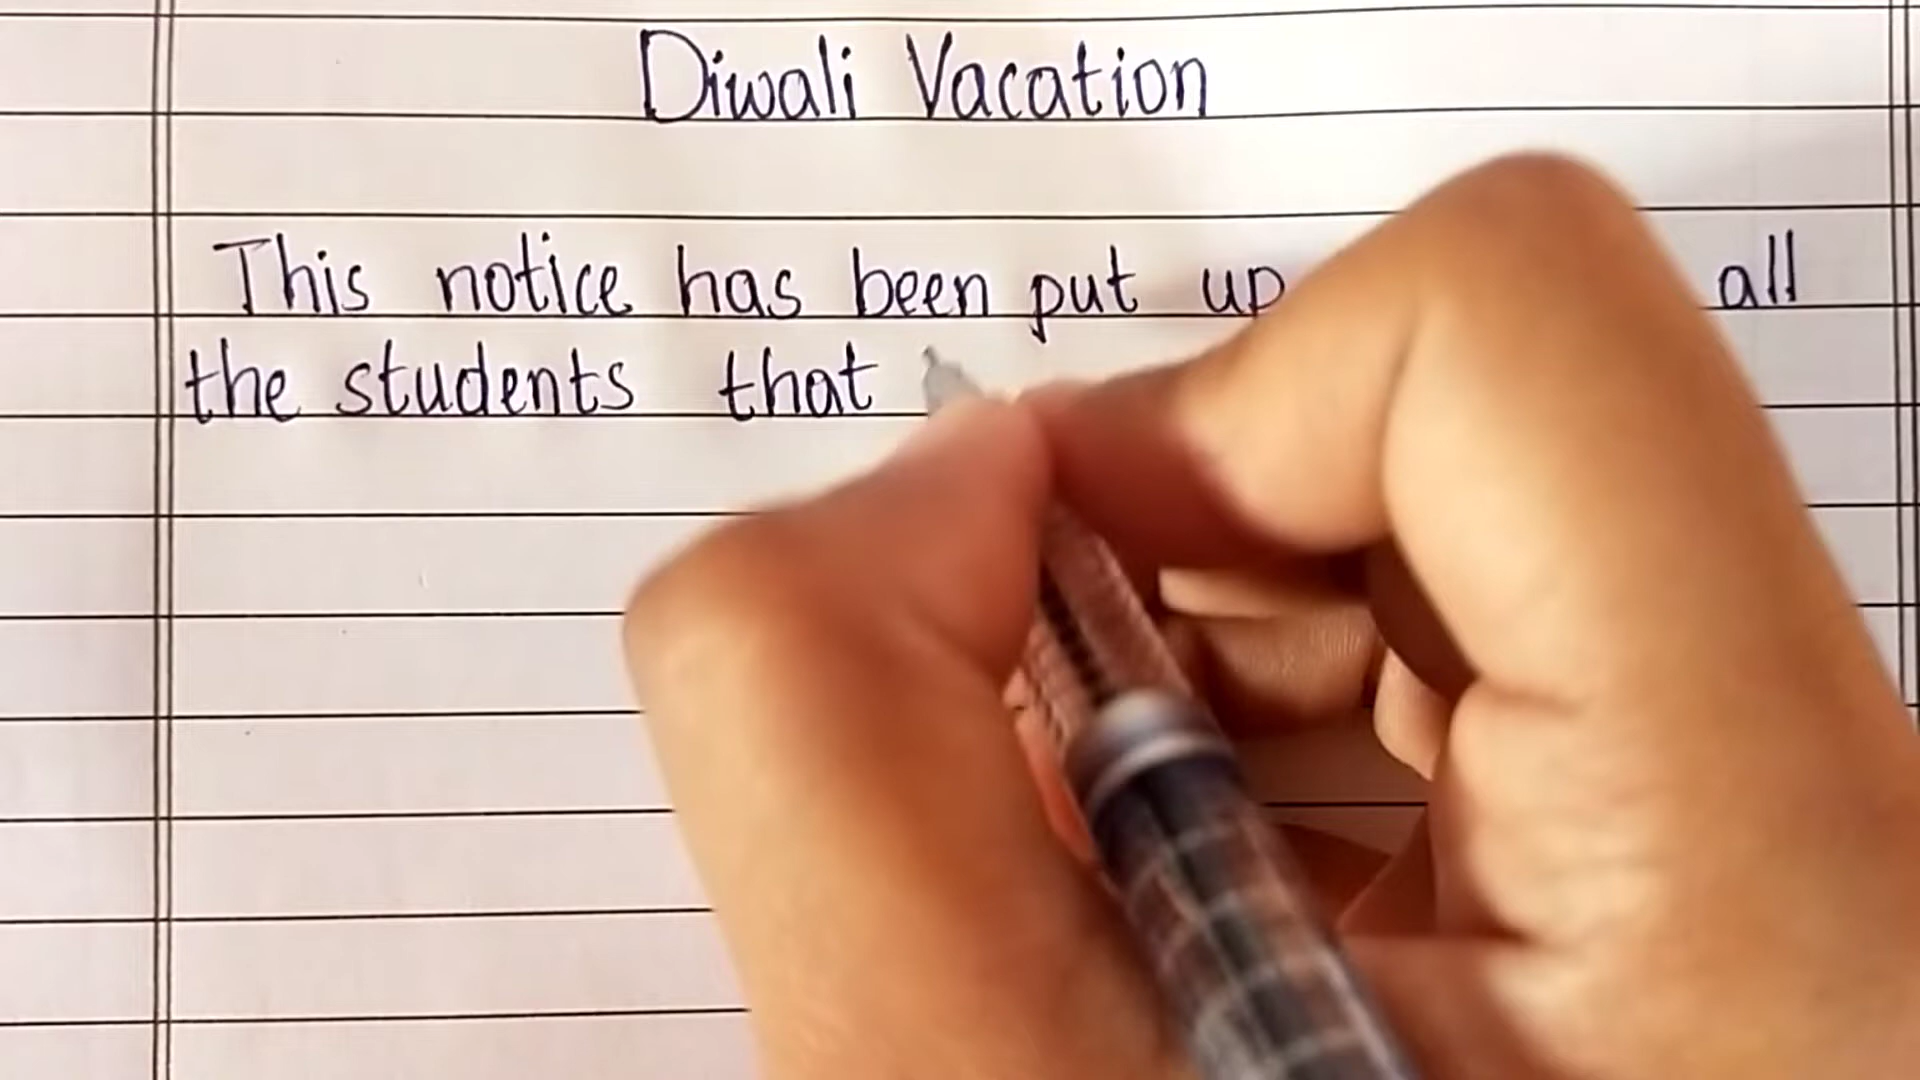 Diwali Vacation
This notice has been put up all
the students that